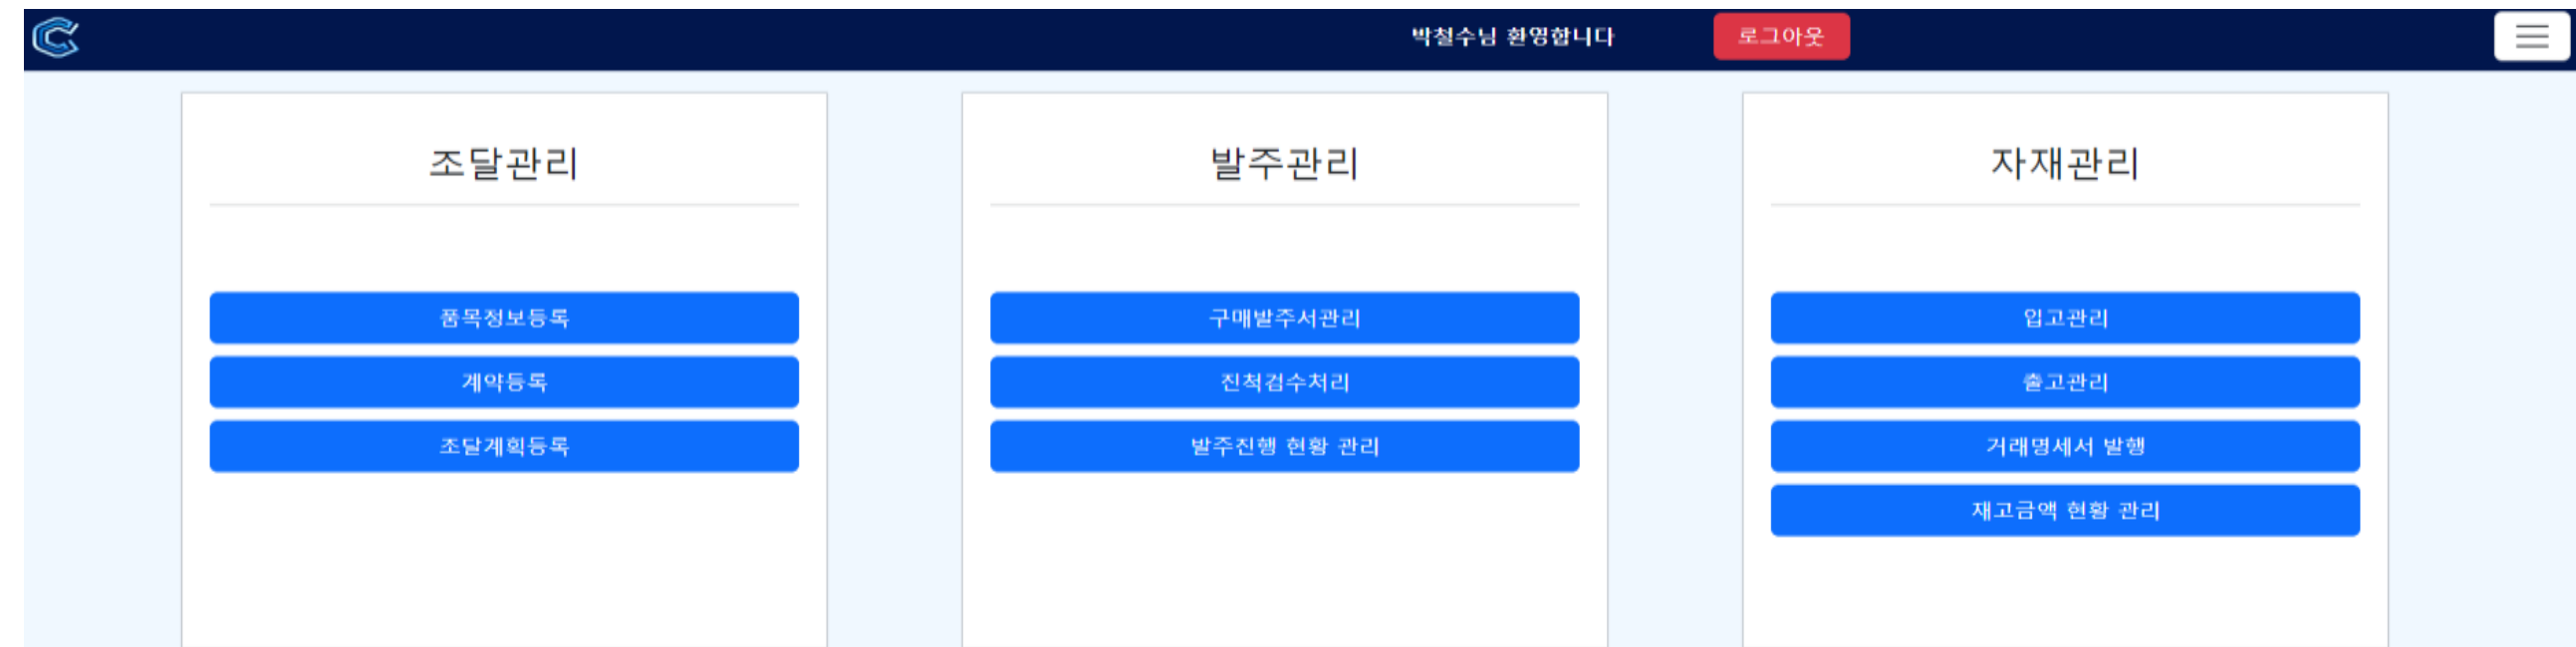 박철수님 환영합니다
로그아웃
조달관리
품목정보등록
계약등록
조달계획등록
발주관리
구매발주서관리
진척검수처리
발주진행 현황 관리
자재관리
입고관리
출고관리
거래명세서 발행
재고금액 현황 관리